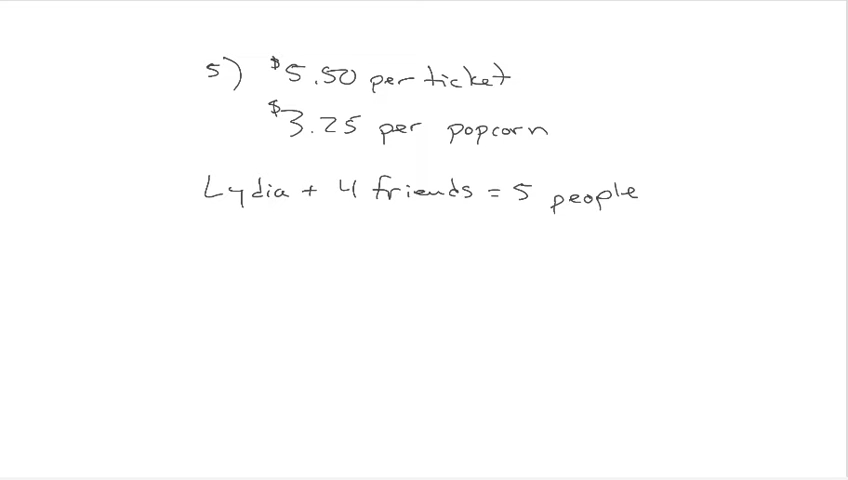 5) $5.50 per ticket
$3.25 per popcorn
Lydia + 4 friends = 5 people